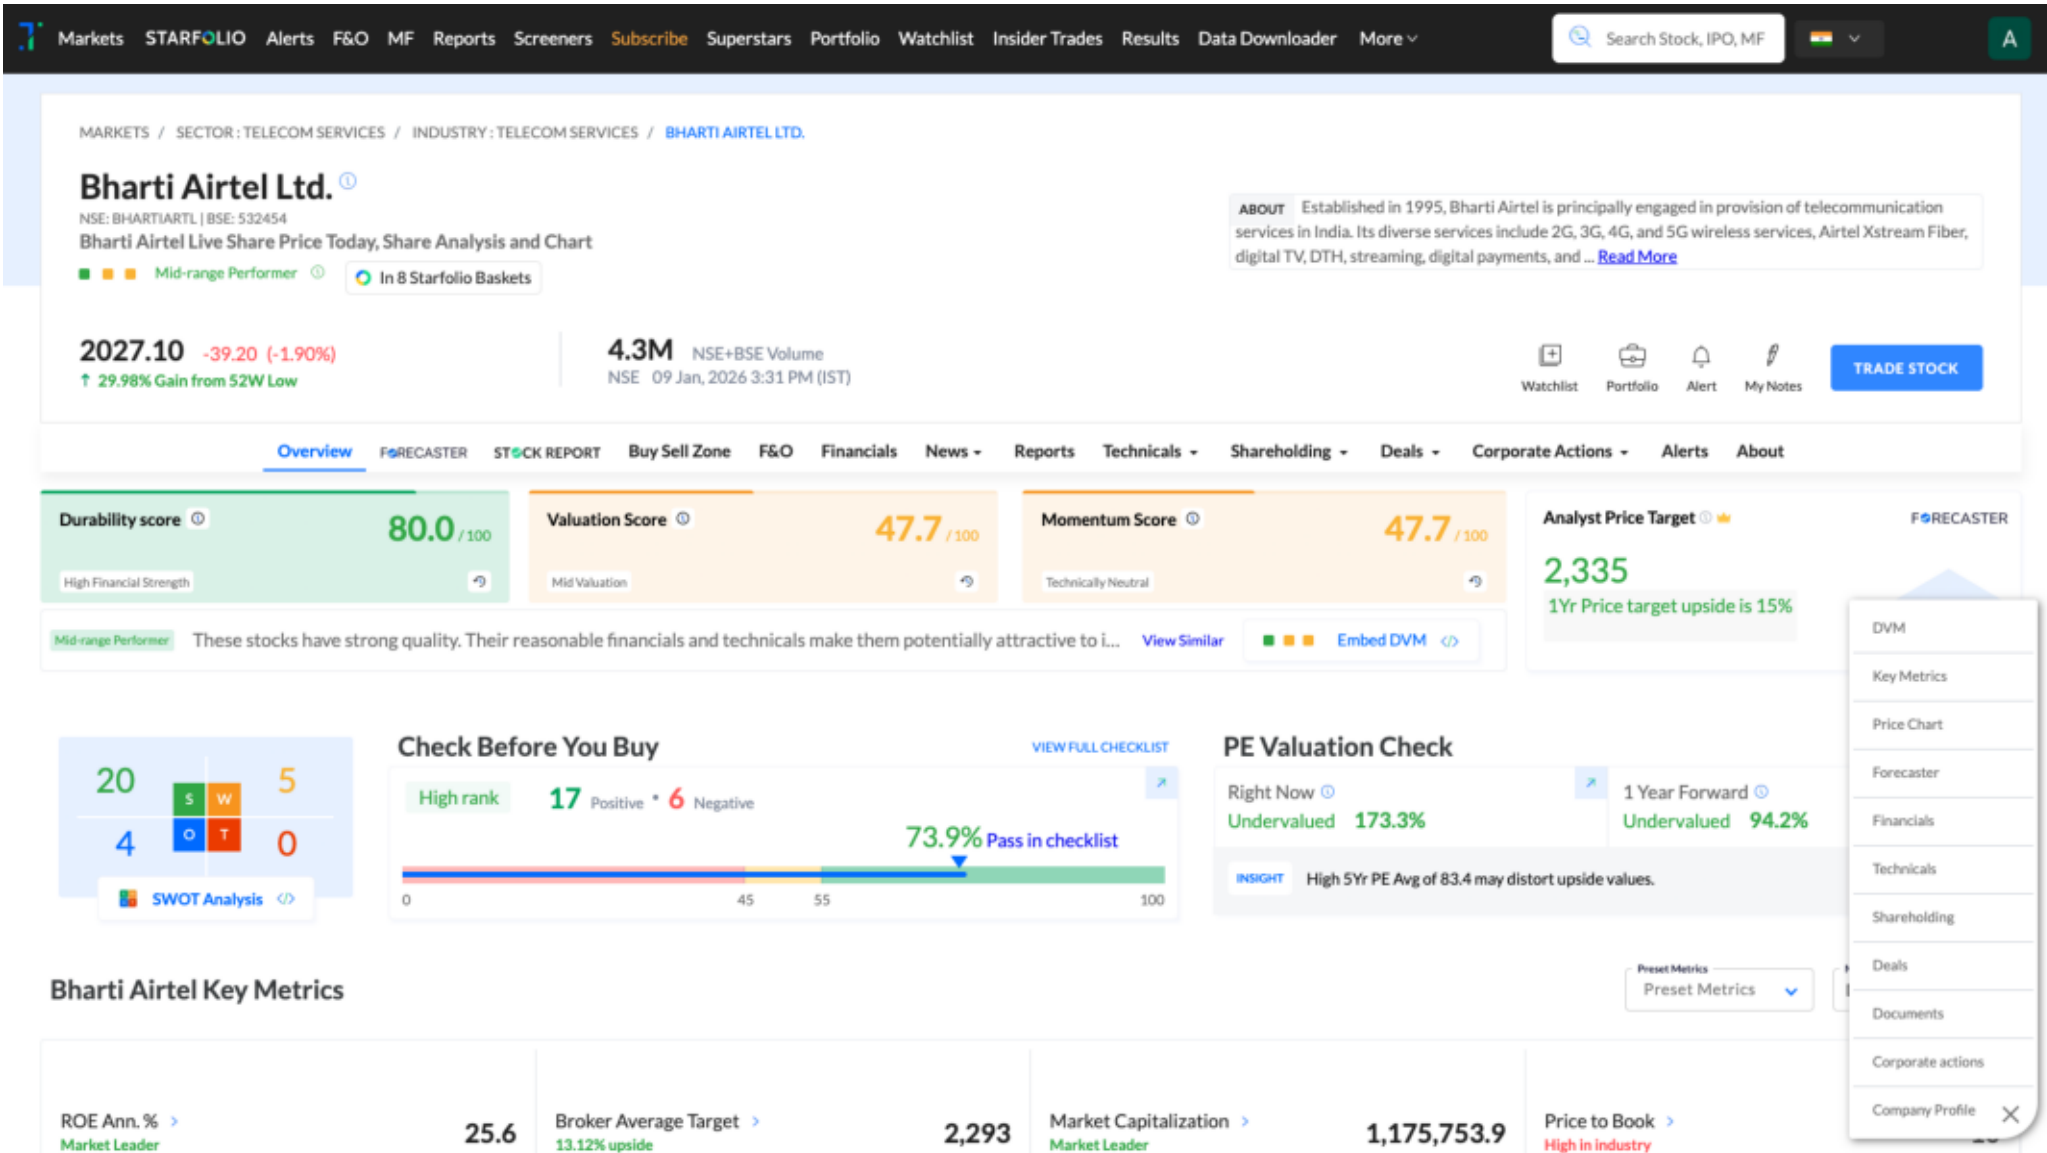 Markets STARFOLIO Alerts F&O MF Reports Screeners Subscribe Superstars Portfolio Watchlist Insider Trades Results Data Downloader More Search Stock, IPO, MF A
MARKETS / SECTOR : TELECOM SERVICES / INDUSTRY : TELECOM SERVICES / BHARTI AIRTEL LTD.
Bharti Airtel Ltd.
NSE: BHARTIARTL | BSE: 532454
Bharti Airtel Live Share Price Today, Share Analysis and Chart
Mid-range Performer In 8 Starfolio Baskets
ABOUT Established in 1995, Bharti Airtel is principally engaged in provision of telecommunication
services in India. Its diverse services include 2G, 3G, 4G, and 5G wireless services, Airtel Xstream Fiber,
digital TV, DTH, streaming, digital payments, and ... Read More
2027.10 -39.20 (-1.90%)
↑ 29.98% Gain from 52W Low
4.3M NSE+BSE Volume
NSE 09 Jan, 2026 3:31 PM (IST)
Watchlist Portfolio Alert My Notes TRADE STOCK
Overview FORECASTER STOCK REPORT Buy Sell Zone F&O Financials News Reports Technicals Shareholding Deals Corporate Actions Alerts About
Durability score 80.0 / 100
High Financial Strength
Valuation Score 47.7 / 100
Mid Valuation
Momentum Score 47.7 / 100
Technically Neutral
Analyst Price Target FORECASTER
2,335
1Yr Price target upside is 15%
Mid-range Performer These stocks have strong quality. Their reasonable financials and technicals make them potentially attractive to i... View Similar Embed DVM </>
20 S W 5
4 O T 0
SWOT Analysis </>
Check Before You Buy VIEW FULL CHECKLIST
High rank 17 Positive • 6 Negative
73.9% Pass in checklist
0 45 55 100
PE Valuation Check
Right Now
Undervalued 173.3%
1 Year Forward
Undervalued 94.2%
INSIGHT High 5Yr PE Avg of 83.4 may distort upside values.
Bharti Airtel Key Metrics
Preset Metrics
Preset Metrics
ROE Ann. % 25.6
Market Leader
Broker Average Target 2,293
13.12% upside
Market Capitalization 1,175,753.9
Market Leader
Price to Book
High in industry
DVM
Key Metrics
Price Chart
Forecaster
Financials
Technicals
Shareholding
Deals
Documents
Corporate actions
Company Profile